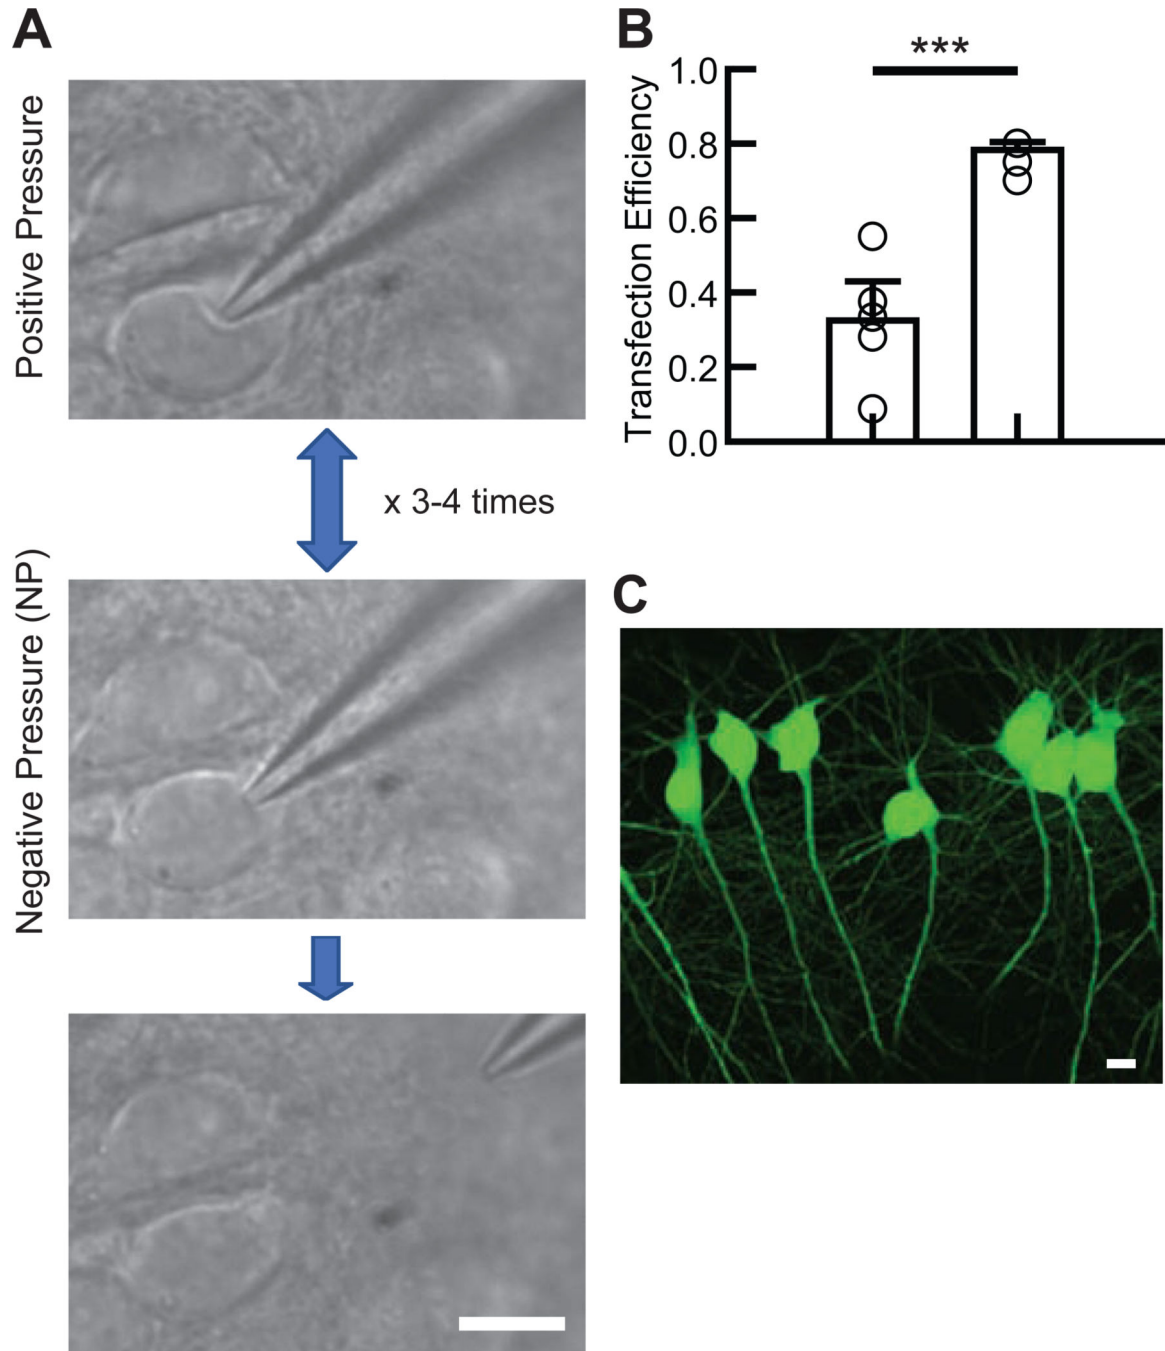 A
Positive Pressure
x 3-4 times
Negative Pressure (NP)
B
***
Transfection Efficiency
1.0
0.8
0.6
0.4
0.2
0.0
C